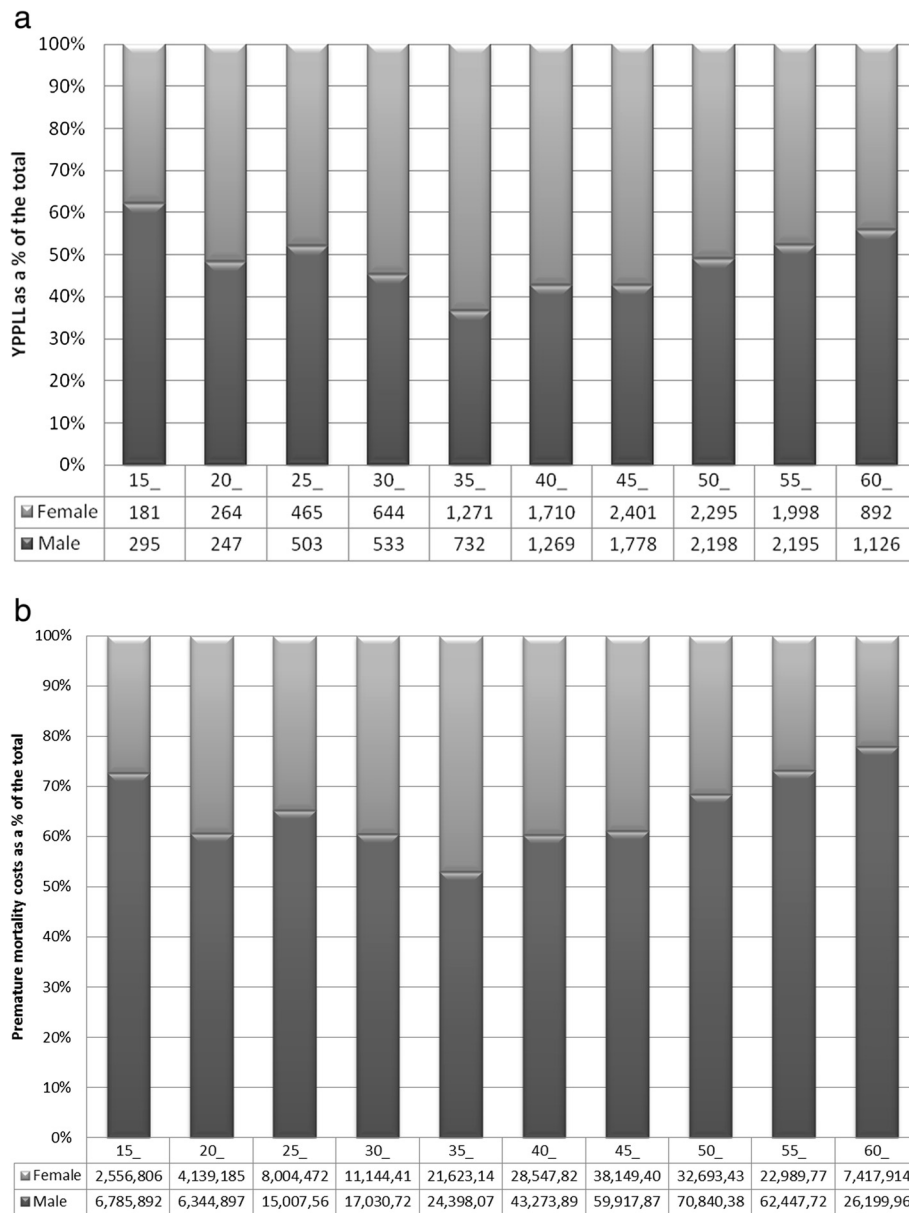 a
100%
90%
80%
70%
60%
50%
40%
30%
20%
10%
0%
YPPLL as a % of the total
15_ 20_ 25_ 30_ 35_ 40_ 45_ 50_ 55_ 60_
Female 181 264 465 644 1,271 1,710 2,401 2,295 1,998 892
Male 295 247 503 533 732 1,269 1,778 2,198 2,195 1,126
b
100%
90%
80%
70%
60%
50%
40%
30%
20%
10%
0%
Premature mortality costs as a % of the total
15_ 20_ 25_ 30_ 35_ 40_ 45_ 50_ 55_ 60_
Female 2,556,806 4,139,185 8,004,472 11,144,41 21,623,14 28,547,82 38,149,40 32,693,43 22,989,77 7,417,914
Male 6,785,892 6,344,897 15,007,56 17,030,72 24,398,07 43,273,89 59,917,87 70,840,38 62,447,72 26,199,96